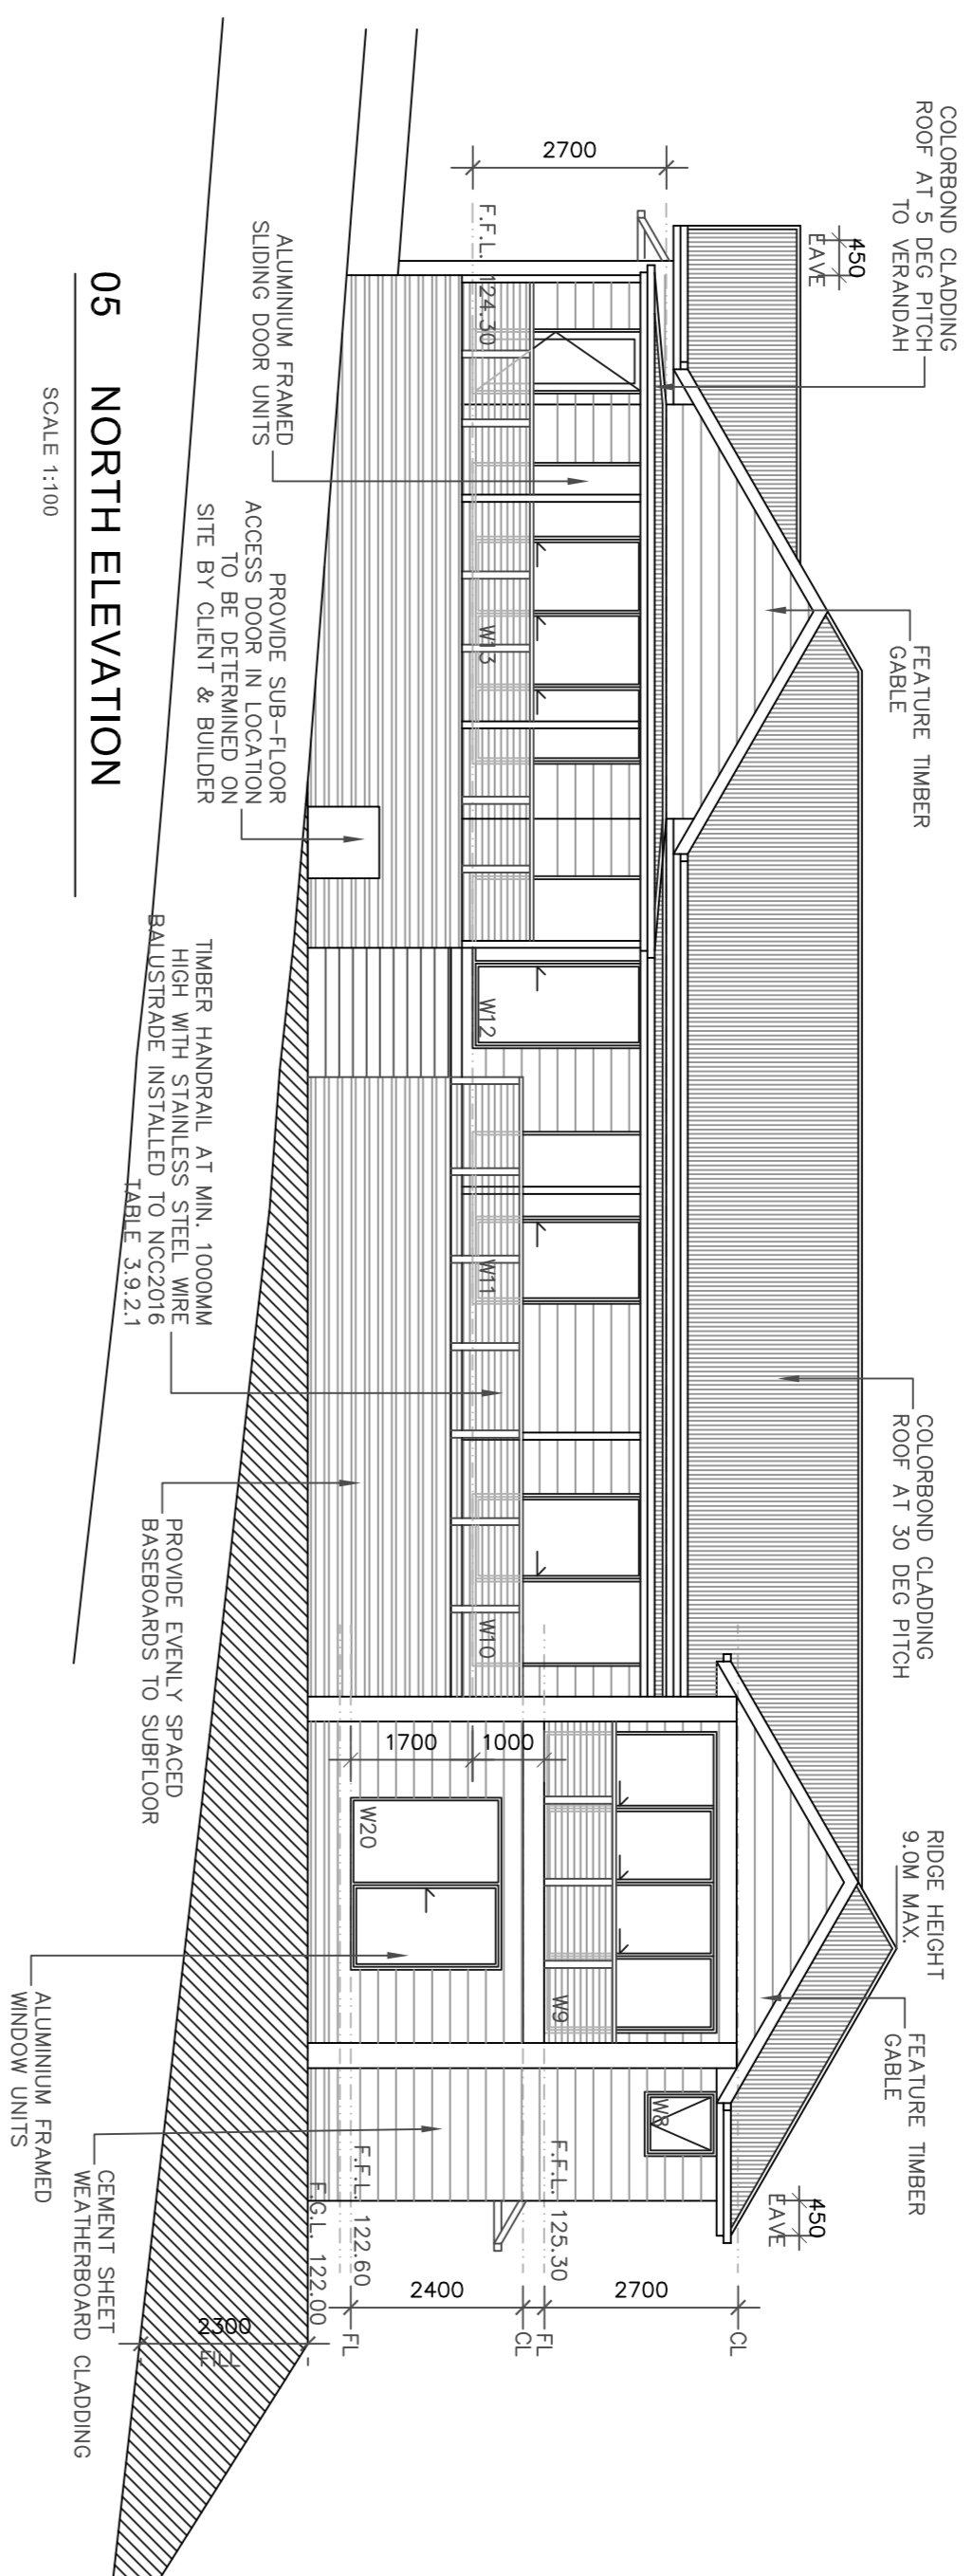 COLORBOND CLADDING
ROOF AT 5 DEG PITCH
TO VERANDAH
450
EAVE
FEATURE TIMBER
GABLE
COLORBOND CLADDING
ROOF AT 30 DEG PITCH
RIDGE HEIGHT
9.0M MAX.
FEATURE TIMBER
GABLE
450
EAVE
2700
F.F.L. 124.30
W13
W12
W11
W10
W9
W8
W20
1700
1000
F.F.L. 125.30
F.F.L. 122.60
F.G.L. 122.00
2700
2400
2300
FILL
CL
FL
CL
FL
ALUMINIUM FRAMED
SLIDING DOOR UNITS
PROVIDE SUB-FLOOR
ACCESS DOOR IN LOCATION
TO BE DETERMINED ON
SITE BY CLIENT & BUILDER
TIMBER HANDRAIL AT MIN. 1000MM
HIGH WITH STAINLESS STEEL WIRE
BALUSTRADE INSTALLED TO NCC2016
TABLE 3.9.2.1
PROVIDE EVENLY SPACED
BASEBOARDS TO SUBFLOOR
ALUMINIUM FRAMED
WINDOW UNITS
CEMENT SHEET
WEATHERBOARD CLADDING
05 NORTH ELEVATION
SCALE 1:100